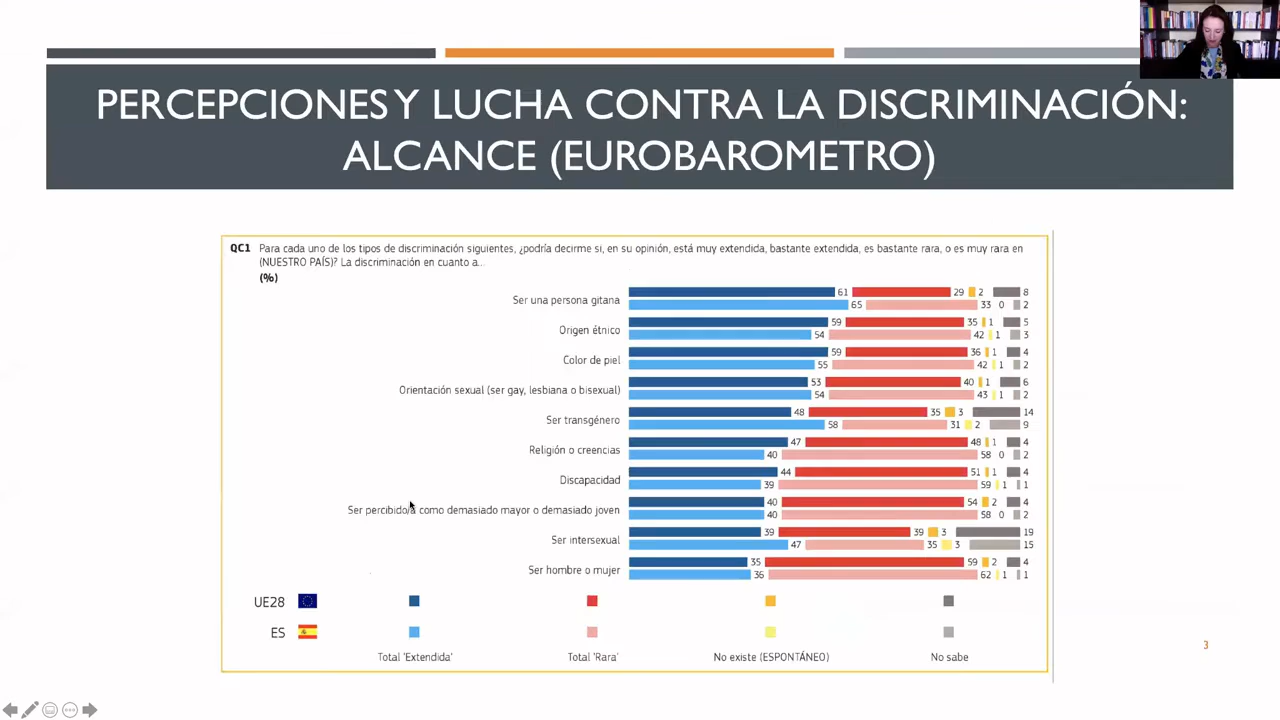 PERCEPCIONES Y LUCHA CONTRA LA DISCRIMINACIÓN:
ALCANCE (EUROBAROMETRO)
QC1 Para cada uno de los tipos de discriminación siguientes, ¿podría decirme si, en su opinión, está muy extendida, bastante extendida, es bastante rara, o es muy rara en
(NUESTRO PAÍS)? La discriminación en cuanto a...
(%)
Ser una persona gitana 61 29 2 8
65 33 0 2
Origen étnico 59 35 1 5
54 42 1 3
Color de piel 59 36 1 4
55 42 1 2
Orientación sexual (ser gay, lesbiana o bisexual) 53 40 1 6
54 43 1 2
Ser transgénero 48 35 3 14
58 31 2 9
Religión o creencias 47 48 1 4
40 58 0 2
Discapacidad 44 51 1 4
39 59 1 1
Ser percibido/a como demasiado mayor o demasiado joven 40 54 2 4
40 58 0 2
Ser intersexual 39 39 3 19
47 35 3 15
Ser hombre o mujer 35 59 2 4
36 62 1 1
UE28
ES
Total 'Extendida' Total 'Rara' No existe (ESPONTÁNEO) No sabe
3